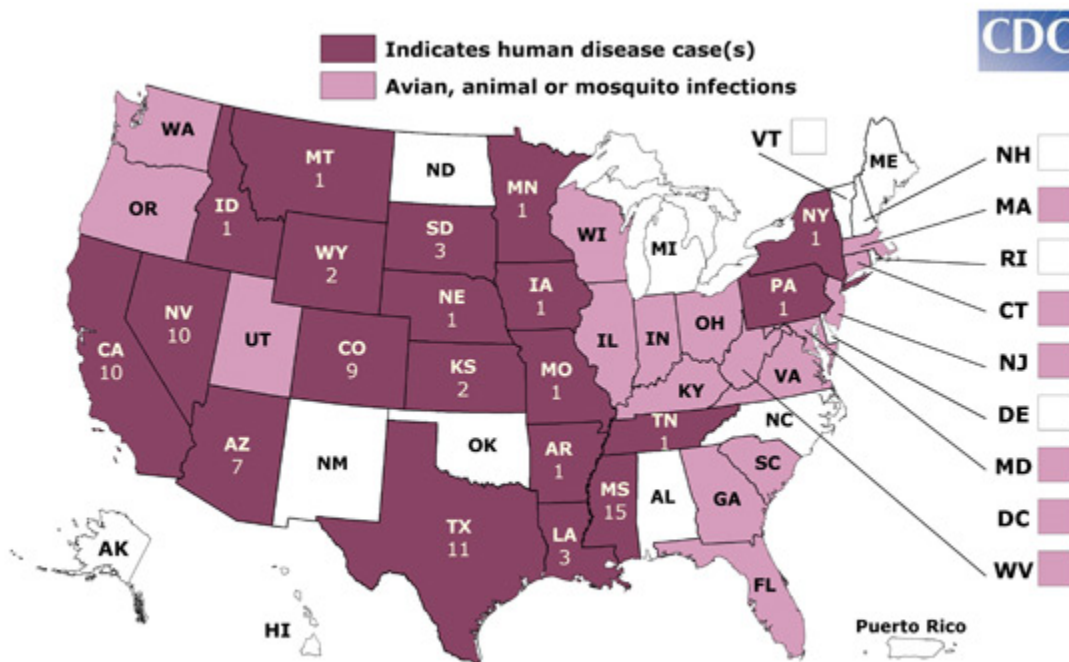 Indicates human disease case(s)
Avian, animal or mosquito infections
CDC
WA
OR
CA
10
NV
10
ID
1
MT
1
WY
2
UT
AZ
7
CO
9
NM
ND
SD
3
NE
1
KS
2
OK
TX
11
MN
1
IA
1
MO
1
AR
1
LA
3
WI
IL
MI
IN
OH
KY
TN
1
MS
15
AL
GA
FL
SC
NC
VA
PA
1
NY
1
ME
VT
NH
MA
RI
CT
NJ
DE
MD
DC
WV
AK
HI
Puerto Rico